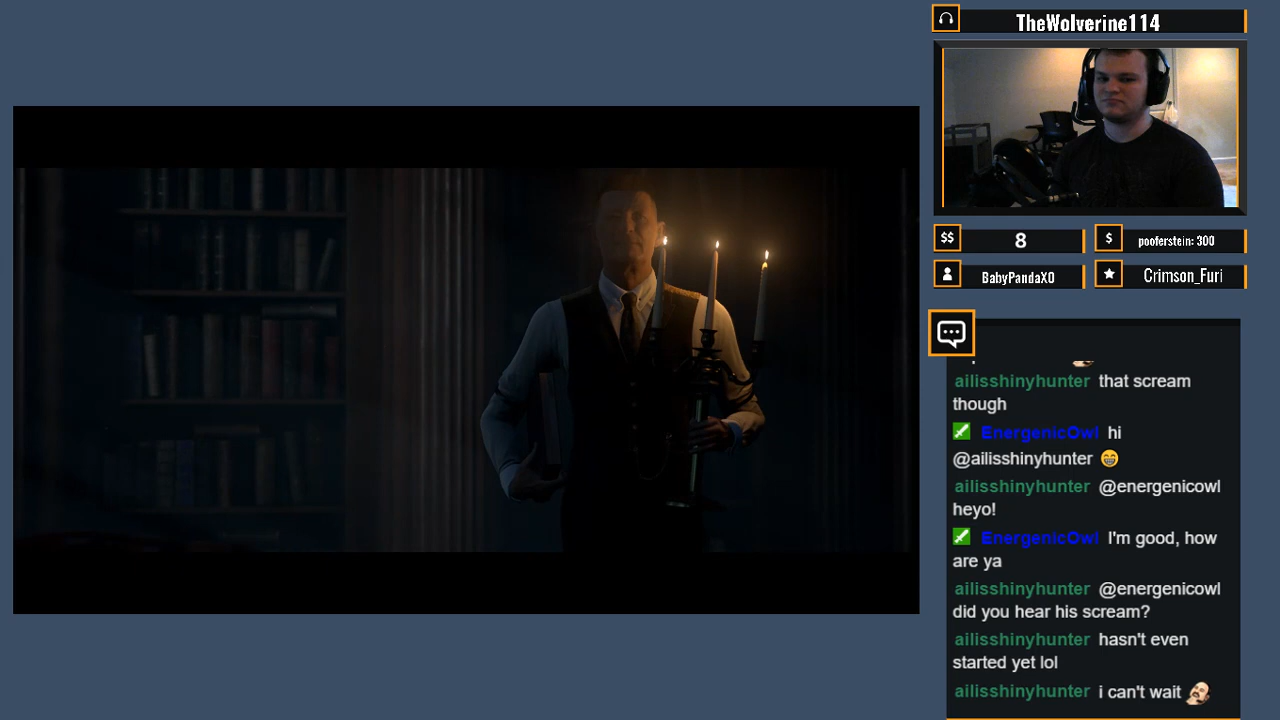 TheWolverine114
$$ 8 $ pooferstein: 300
BabyPandaXO Crimson_Furi
ailisshinyhunter that scream
though
EnergenicOwl hi
@ailisshinyhunter
ailisshinyhunter @energenicowl
heyo!
EnergenicOwl I'm good, how
are ya
ailisshinyhunter @energenicowl
did you hear his scream?
ailisshinyhunter hasn't even
started yet lol
ailisshinyhunter i can't wait